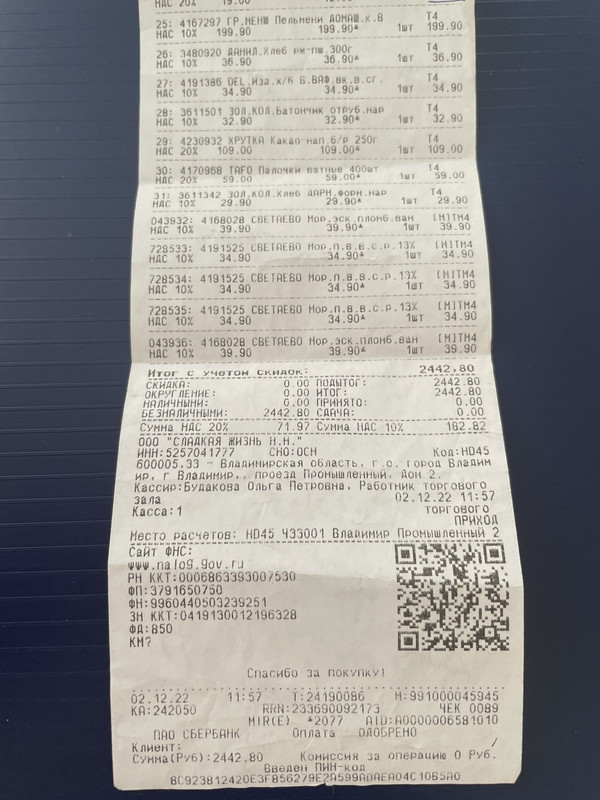 НДС 20% 19.00
25: 4167297 ГР.МЕНЮ Пельмени ДОМАШ.к.В Т4
НДС 10% 199.90 199.90* 1шт 199.90
26: 3480920 ДАНИЛ.Хлеб рж-пш.300г Т4
НДС 10% 36.90 36.90* 1шт 36.90
27: 4191386 DEL.Изд.х/б В.ВАФ.вк.в.сг. Т4
НДС 10% 34.90 34.90* 1шт 34.90
28: 3611501 ЗОЛ.КОЛ.Батончик отруб.нар Т4
НДС 10% 32.90 32.90* 1шт 32.90
29: 4230932 ХРУТКА Какао нап.б/р 250г Т4
НДС 20% 109.00 109.00* 1шт 109.00
30: 4170968 TAFO Палочки ватные 400шт Т4
НДС 20% 59.00 59.00* 1шт 59.00
31: 3611342 ЗОЛ.КОЛ.Хлеб ДАРН.форм.нар Т4
НДС 10% 29.90 29.90* 1шт 29.90
043932: 4168028 СВЕТАЕВО Мор.эск.пломб.ван [М]ТМ4
НДС 10% 39.90 39.90* 1шт 39.90
728533: 4191525 СВЕТАЕВО Мор.п.в.в.с.р.13% [М]ТМ4
НДС 10% 34.90 34.90* 1шт 34.90
728534: 4191525 СВЕТАЕВО Мор.п.в.в.с.р.13% [М]ТМ4
НДС 10% 34.90 34.90* 1шт 34.90
728535: 4191525 СВЕТАЕВО Мор.п.в.в.с.р.13% [М]ТМ4
НДС 10% 34.90 34.90* 1шт 34.90
043936: 4168028 СВЕТАЕВО Мор.эск.пломб.ван [М]ТМ4
НДС 10% 39.90 39.90* 1шт 39.90
Итог с учетом скидок: 2442.80
СКИДКА: 0.00 ПОДЫТОГ: 2442.80
ОКРУГЛЕНИЕ: 0.00 ИТОГ: 2442.80
НАЛИЧНЫМИ: 0.00 ПРИНЯТО: 0.00
БЕЗНАЛИЧНЫМИ: 2442.80 СДАЧА: 0.00
Сумма НДС 20% 71.97 Сумма НДС 10% 182.82
ООО "СЛАДКАЯ ЖИЗНЬ Н.Н."
ИНН:5257041777 СНО:ОСН Код:HD45
600005.33 - Владимирская область, г.о. город Владим
ир, г Владимир,, проезд Промышленный, Дом 2.
Кассир:Будакова Ольга Петровна, Работник торгового
зала 02.12.22 11:57
Касса:1 торгового
ПРИХОД
Место расчетов: HD45 ЧЗЗ001 Владимир Промышленный 2
Сайт ФНС:
www.nalog.gov.ru
РН ККТ:0006863393007530
ФП:3791650750
ФН:9960440503239251
ЗН ККТ:0419130012196328
ФД:850
КМ?
Спасибо за покупку!
02.12.22 11:57 Т:24190086 М:991000045945
КА:242050 RRN:233690092173 ЧЕК 0089
MIR(E) *2077 AID:A0000006581010
ПАО СБЕРБАНК Оплата ОДОБРЕНО
Клиент: /
Сумма(Руб):2442.80 Комиссия за операцию 0 Руб.
Введен ПИН-код